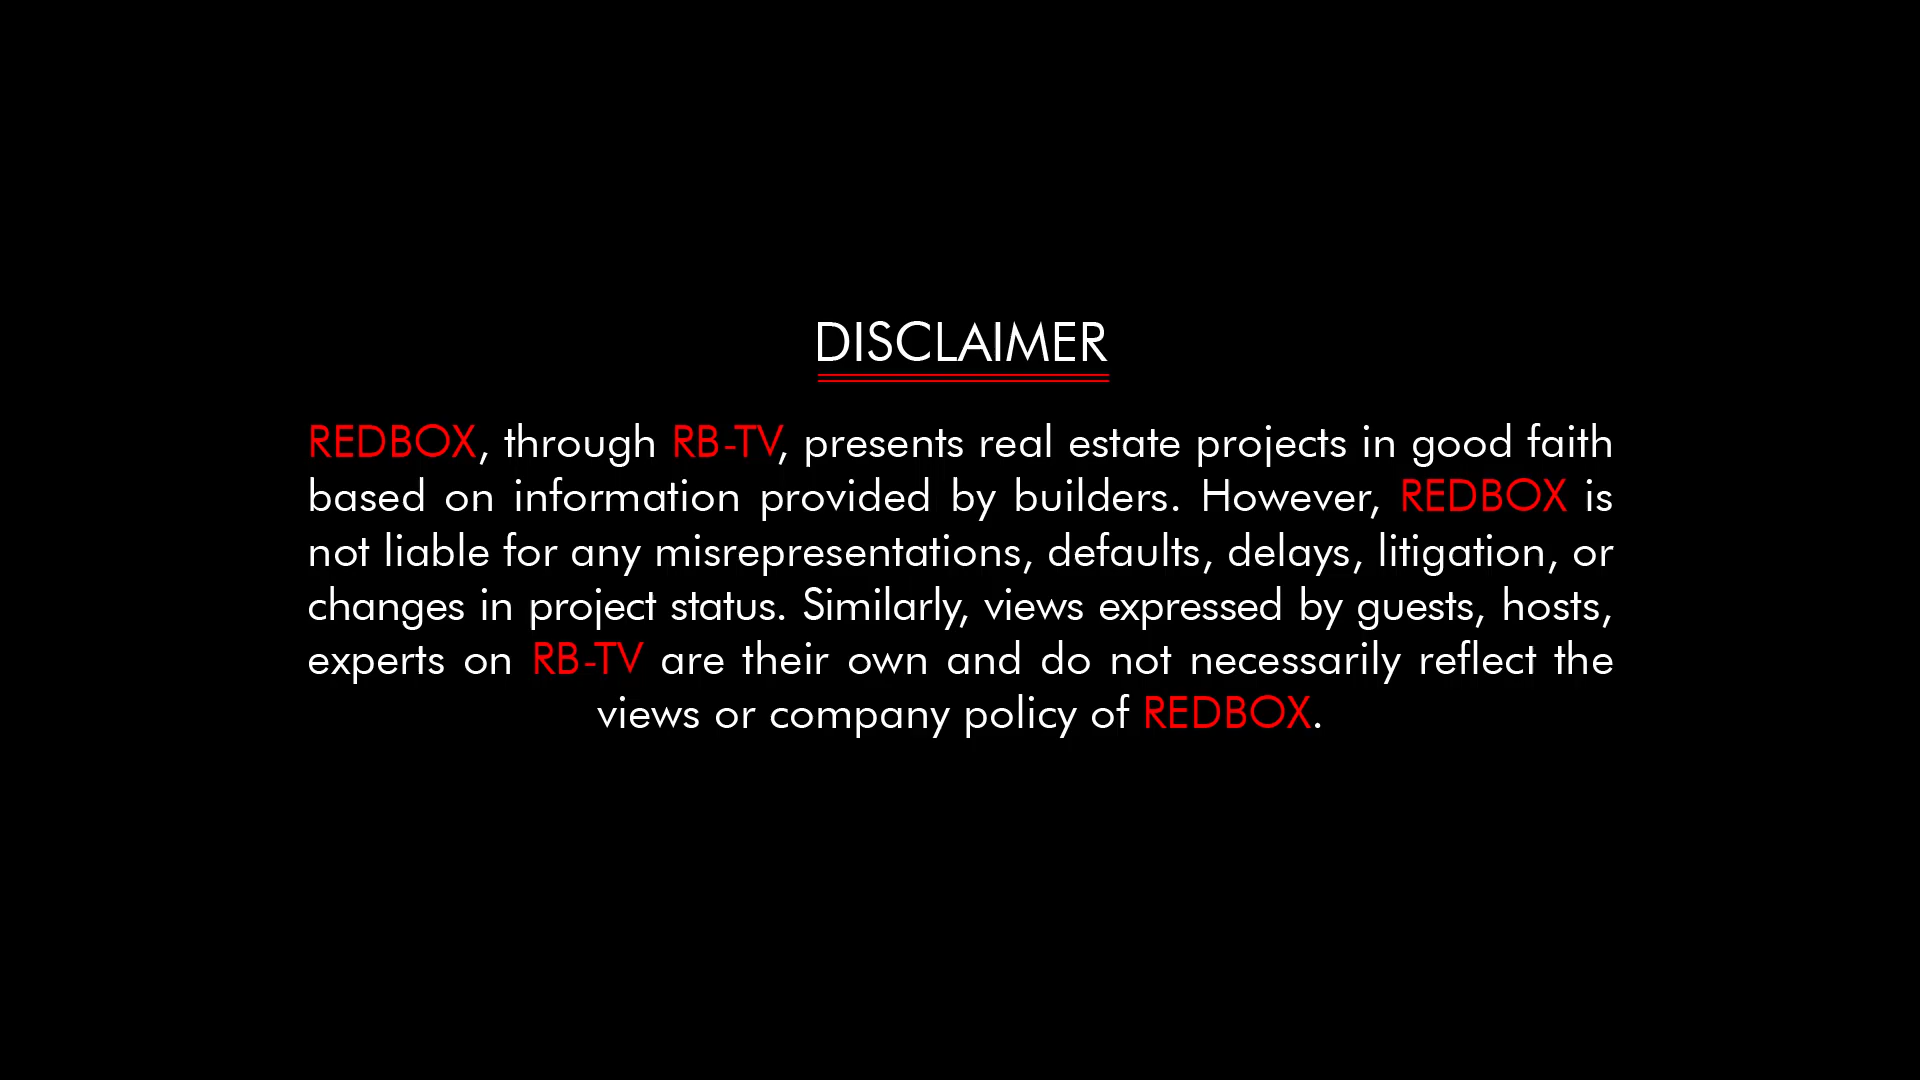 DISCLAIMER
REDBOX, through RB-TV, presents real estate projects in good faith
based on information provided by builders. However, REDBOX is
not liable for any misrepresentations, defaults, delays, litigation, or
changes in project status. Similarly, views expressed by guests, hosts,
experts on RB-TV are their own and do not necessarily reflect the
views or company policy of REDBOX.